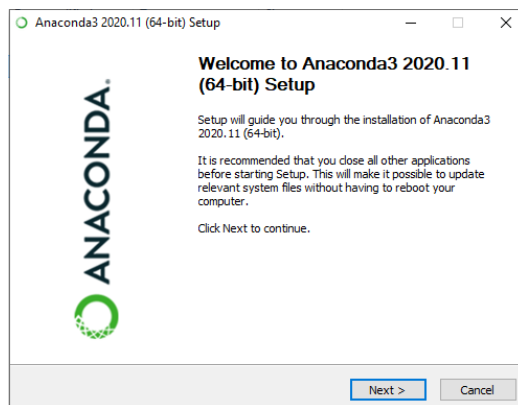 Anaconda3 2020.11 (64-bit) Setup
Welcome to Anaconda3 2020.11
(64-bit) Setup
Setup will guide you through the installation of Anaconda3
2020.11 (64-bit).
It is recommended that you close all other applications
before starting Setup. This will make it possible to update
relevant system files without having to reboot your
computer.
Click Next to continue.
ANACONDA.
Next >
Cancel